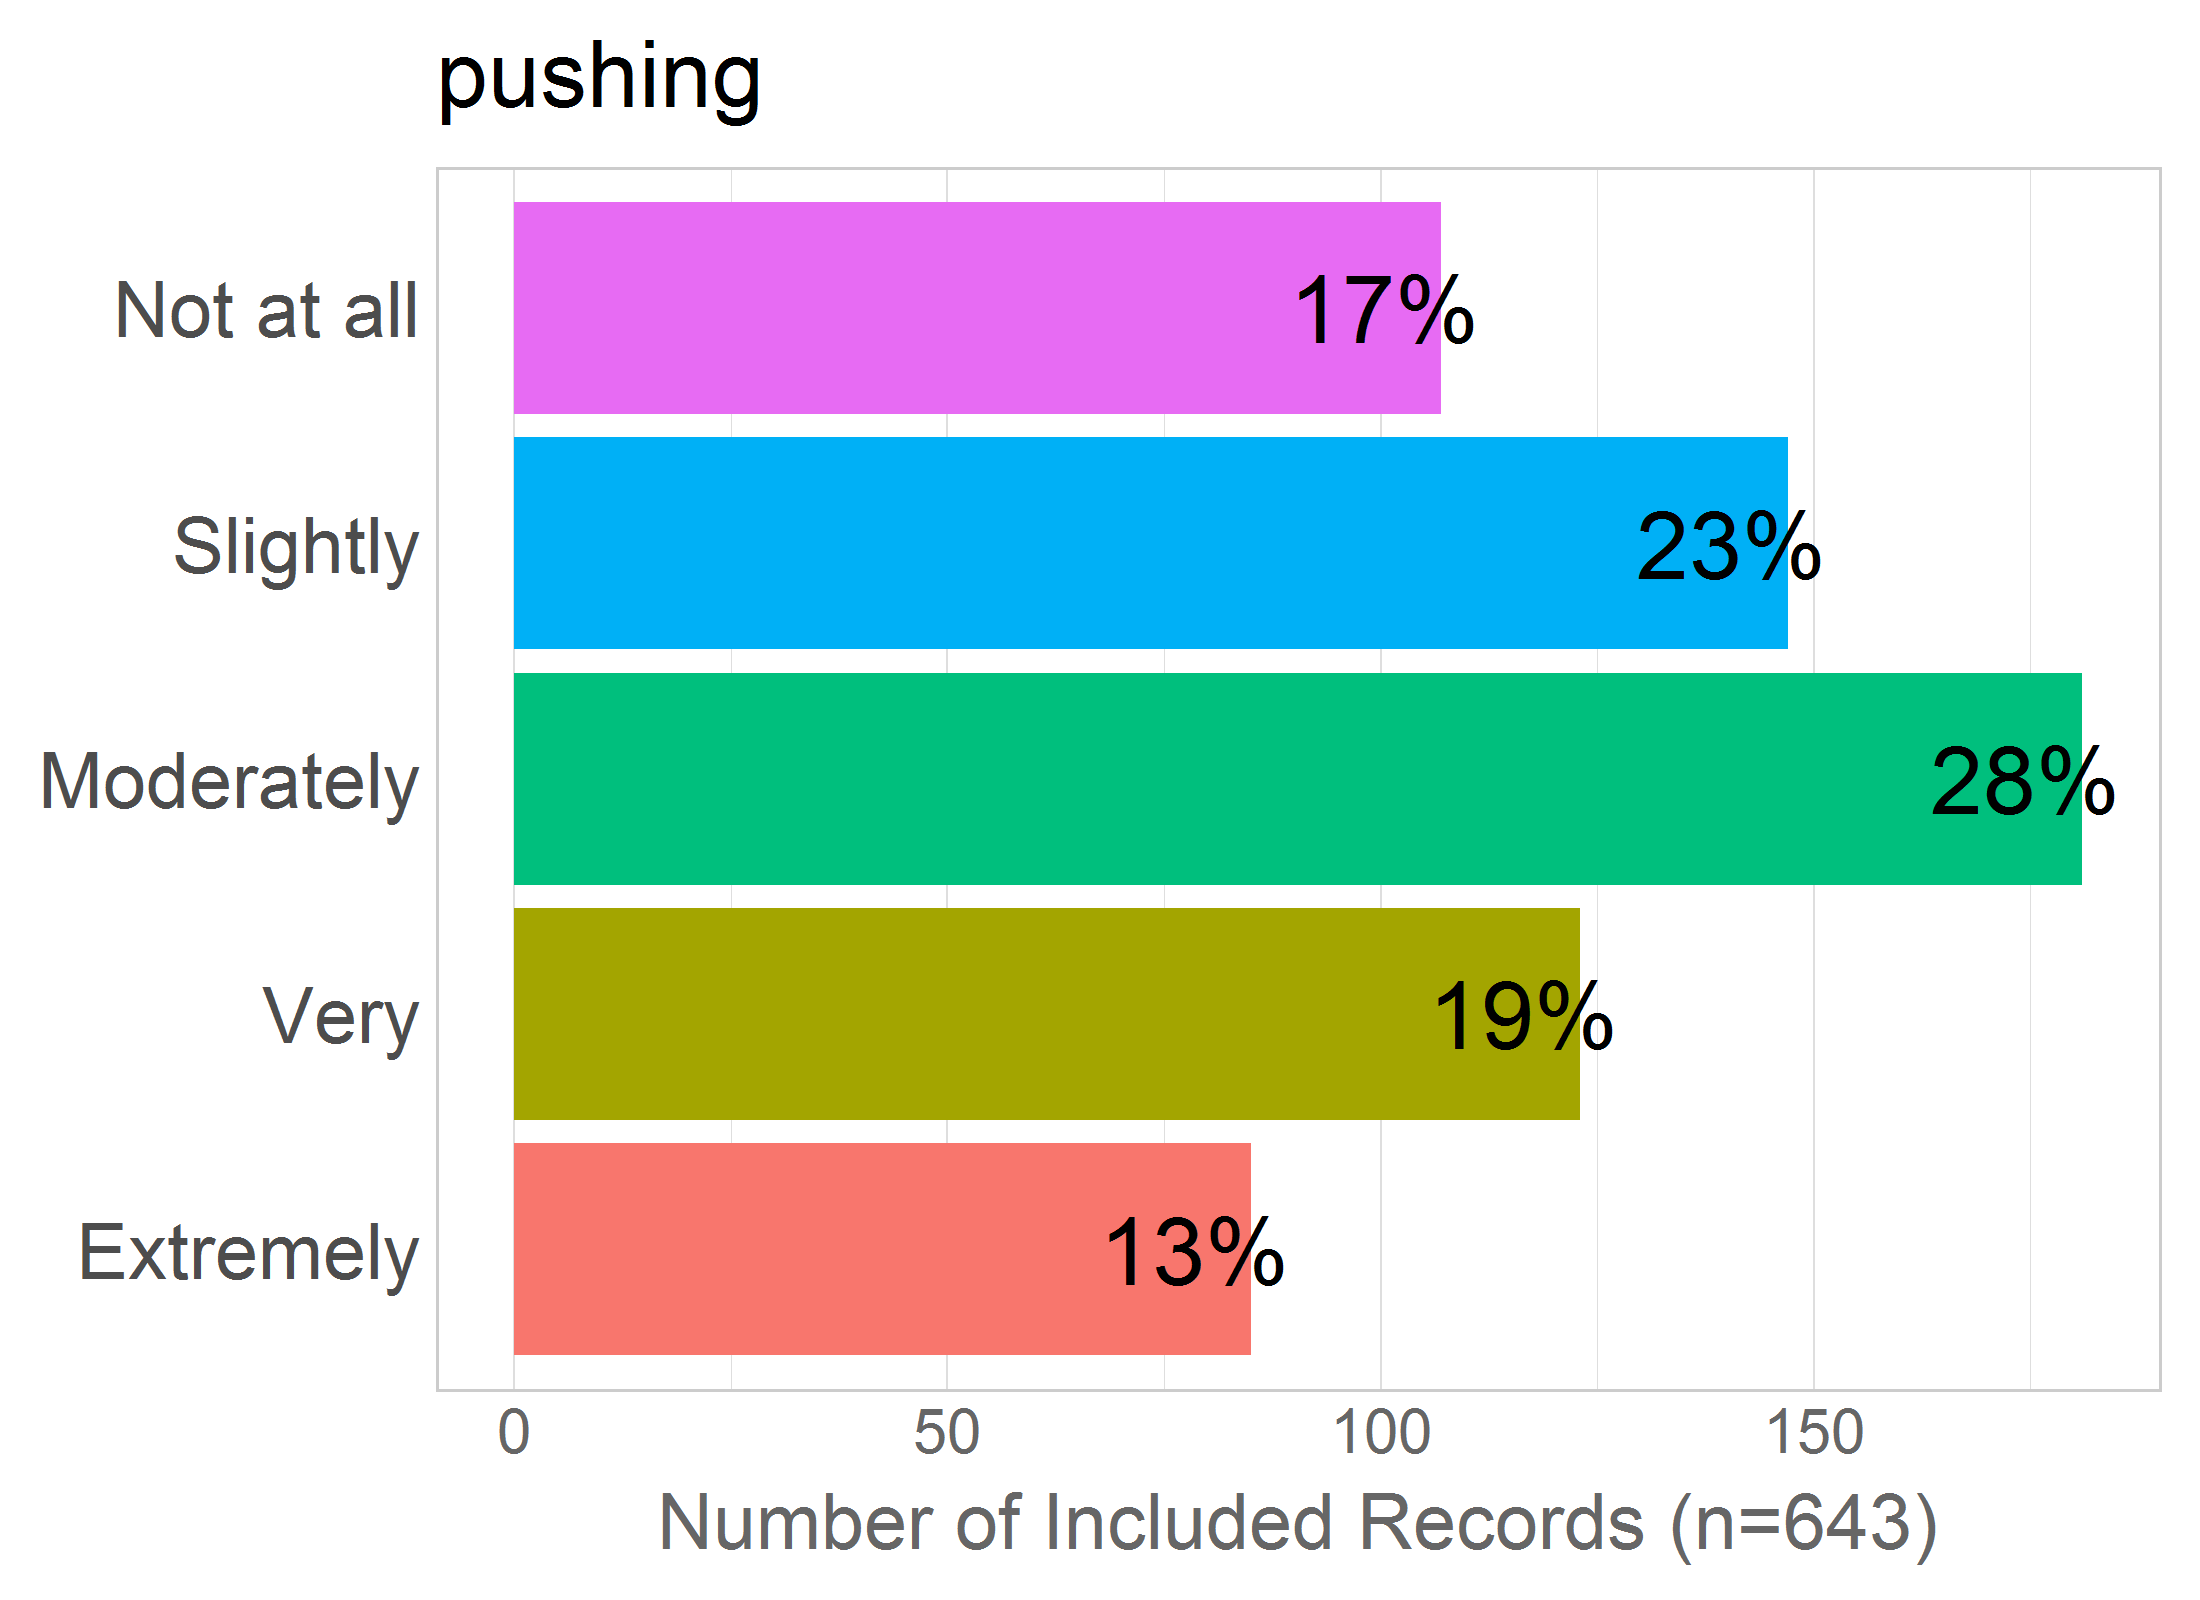 pushing
Not at all
17%
Slightly
23%
Moderately
28%
Very
19%
Extremely
13%
0 50 100 150
Number of Included Records (n=643)